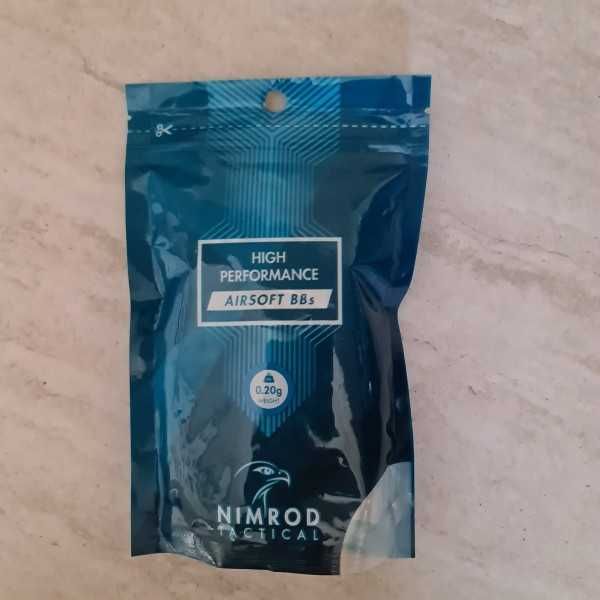 HIGH
PERFORMANCE
AIRSOFT BBs
0.20g
WEIGHT
NIMROD
TACTICAL